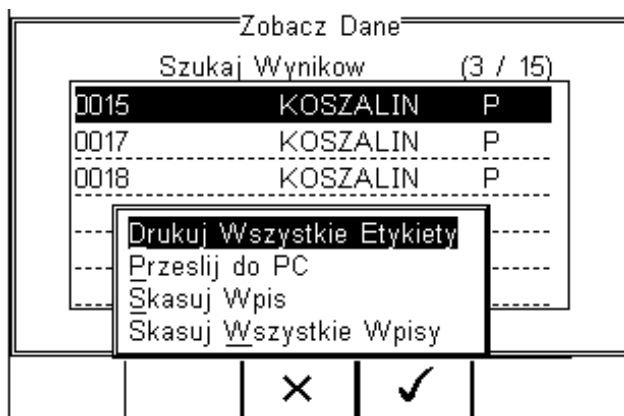 Zobacz Dane
Szukaj Wynikow (3 / 15)
0015 KOSZALIN P
0017 KOSZALIN P
0018 KOSZALIN P
Drukuj Wszystkie Etykiety
Przeslij do PC
Skasuj Wpis
Skasuj Wszystkie Wpisy